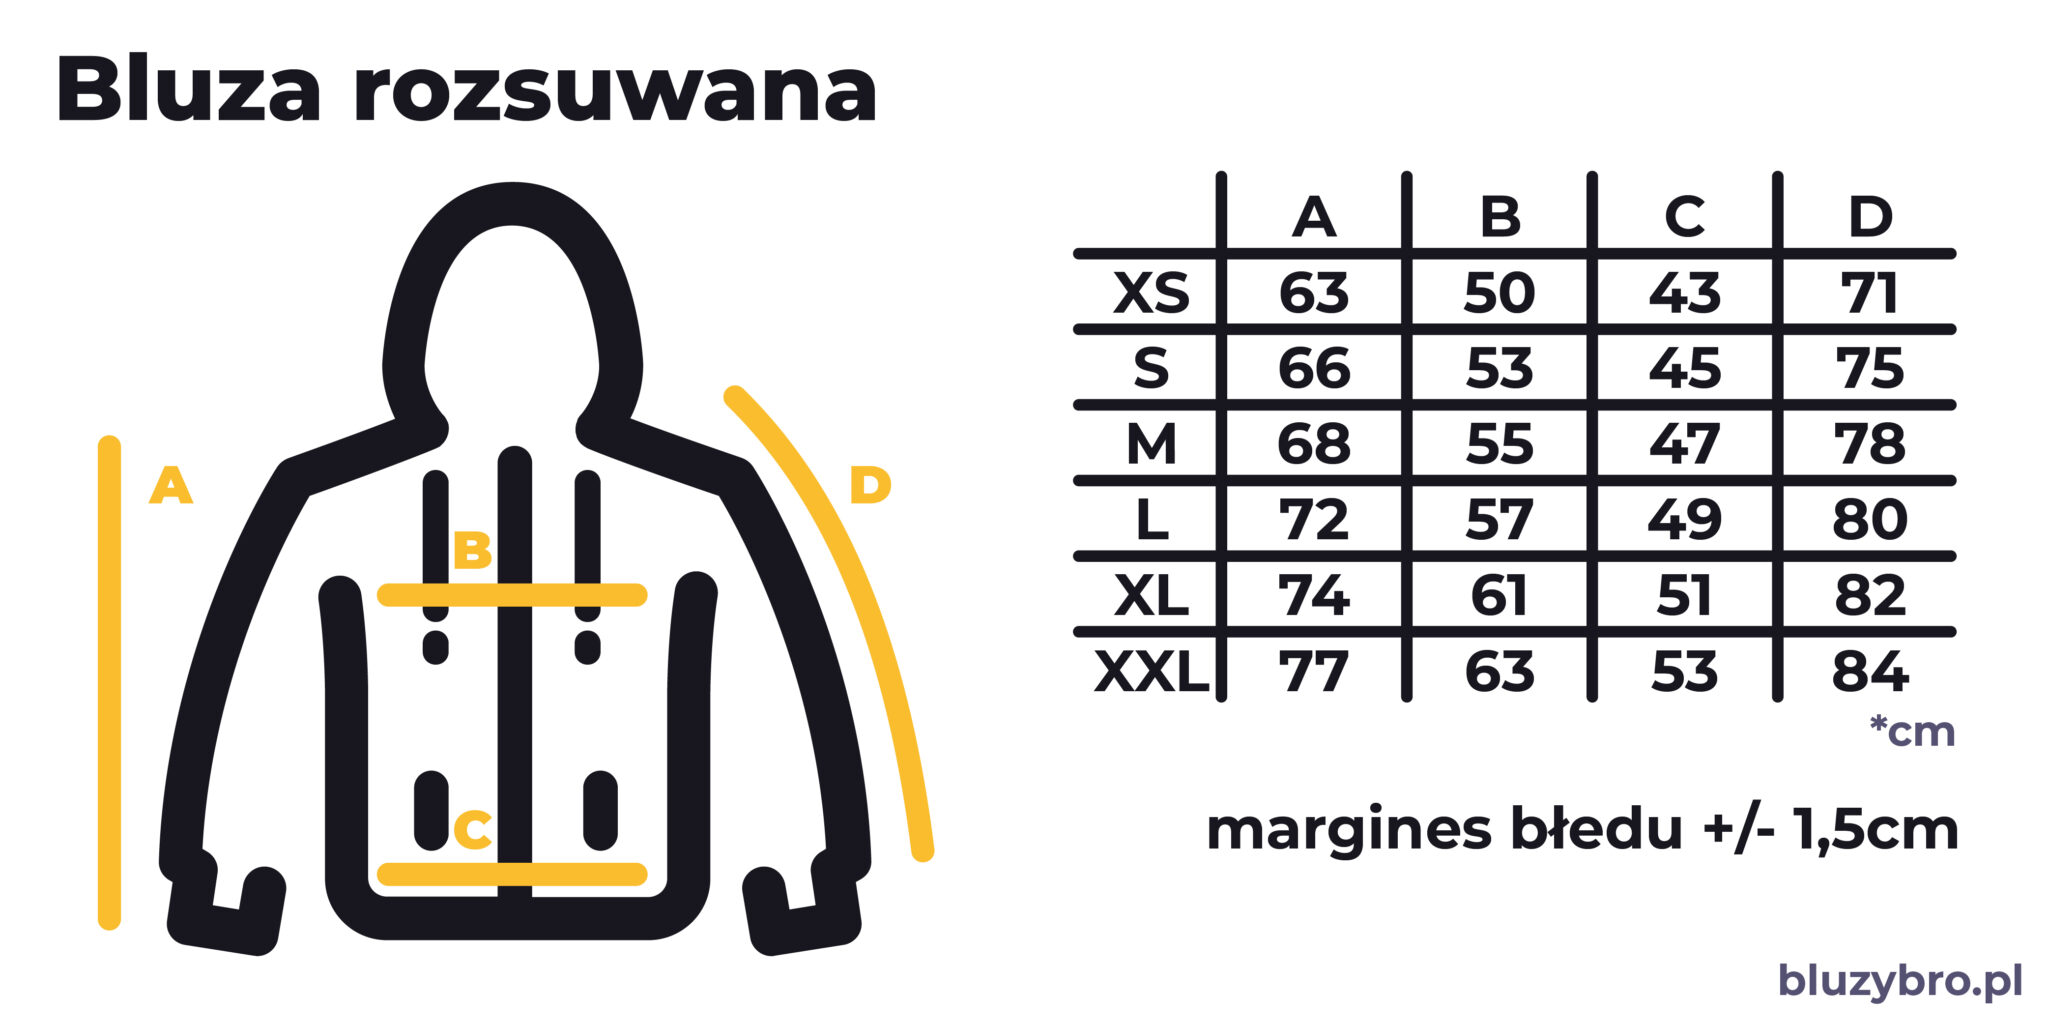 Bluza rozsuwana
A
B
C
D
A B C D
XS 63 50 43 71
S 66 53 45 75
M 68 55 47 78
L 72 57 49 80
XL 74 61 51 82
XXL 77 63 53 84
*cm
margines błedu +/- 1,5cm
bluzybro.pl